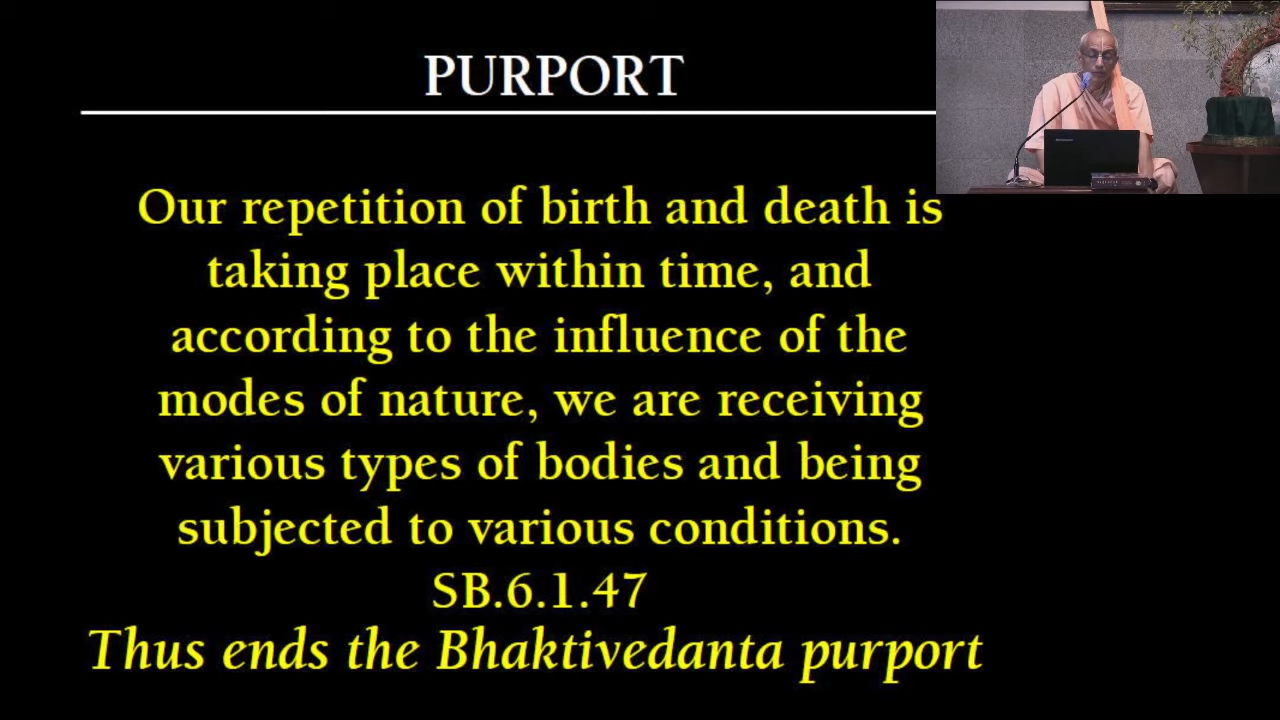 PURPORT
Our repetition of birth and death is
taking place within time, and
according to the influence of the
modes of nature, we are receiving
various types of bodies and being
subjected to various conditions.
SB.6.1.47
Thus ends the Bhaktivedanta purport